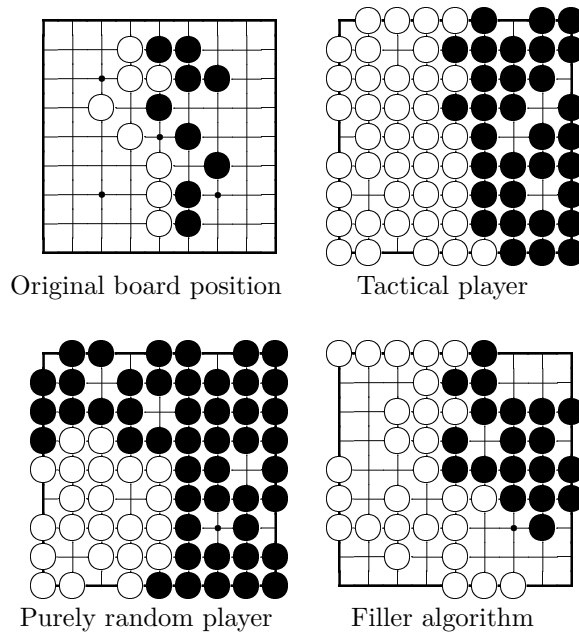 Original board position
Tactical player
Purely random player
Filler algorithm